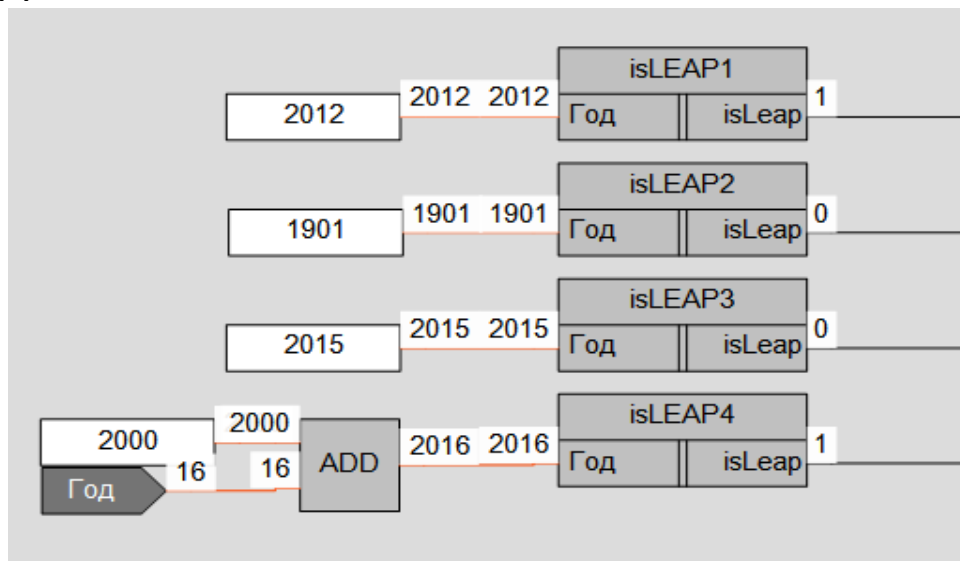 isLEAP1
2012 2012 2012 Год isLeap 1
isLEAP2
1901 1901 1901 Год isLeap 0
isLEAP3
2015 2015 2015 Год isLeap 0
isLEAP4
2000 2000 ADD 2016 2016 Год isLeap 1
Год 16 16